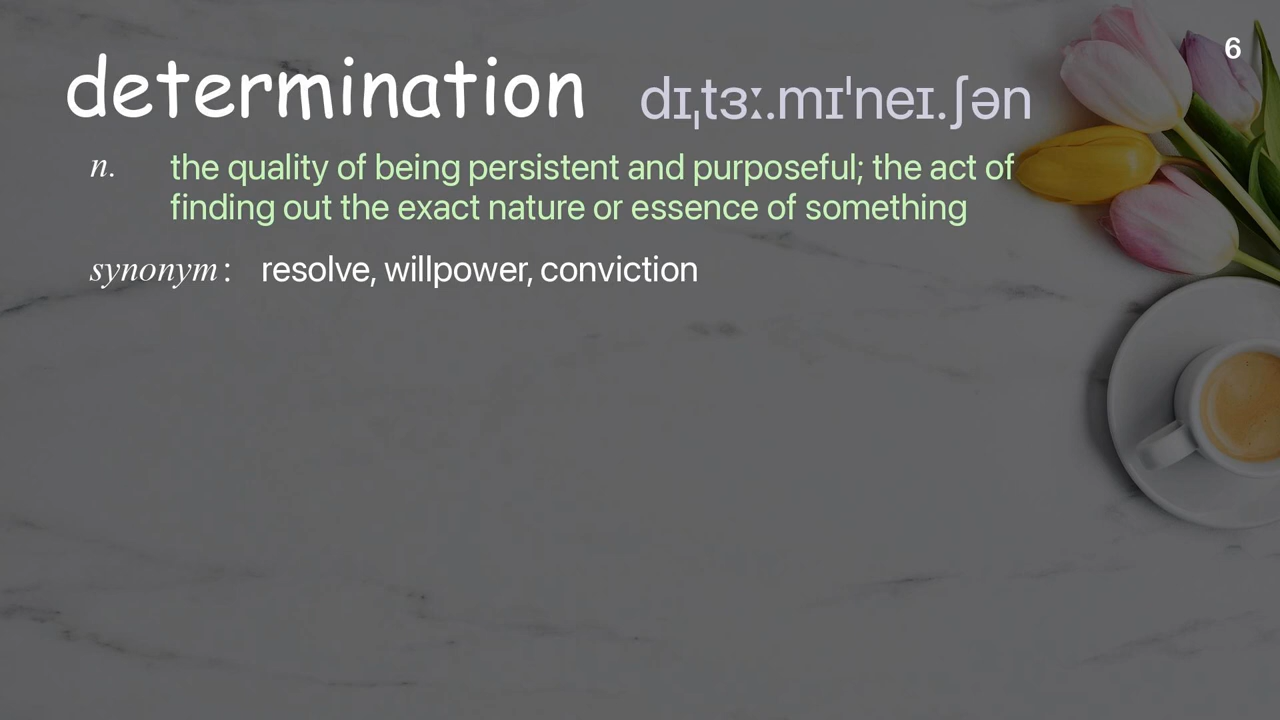 6
determination dɪˌtɜː.mɪˈneɪ.ʃən
n. the quality of being persistent and purposeful; the act of
finding out the exact nature or essence of something
synonym: resolve, willpower, conviction